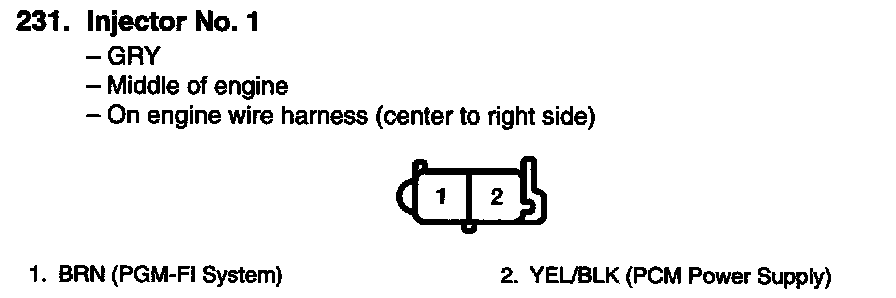 231. Injector No. 1
– GRY
– Middle of engine
– On engine wire harness (center to right side)
1 2
1. BRN (PGM-FI System) 2. YEL/BLK (PCM Power Supply)